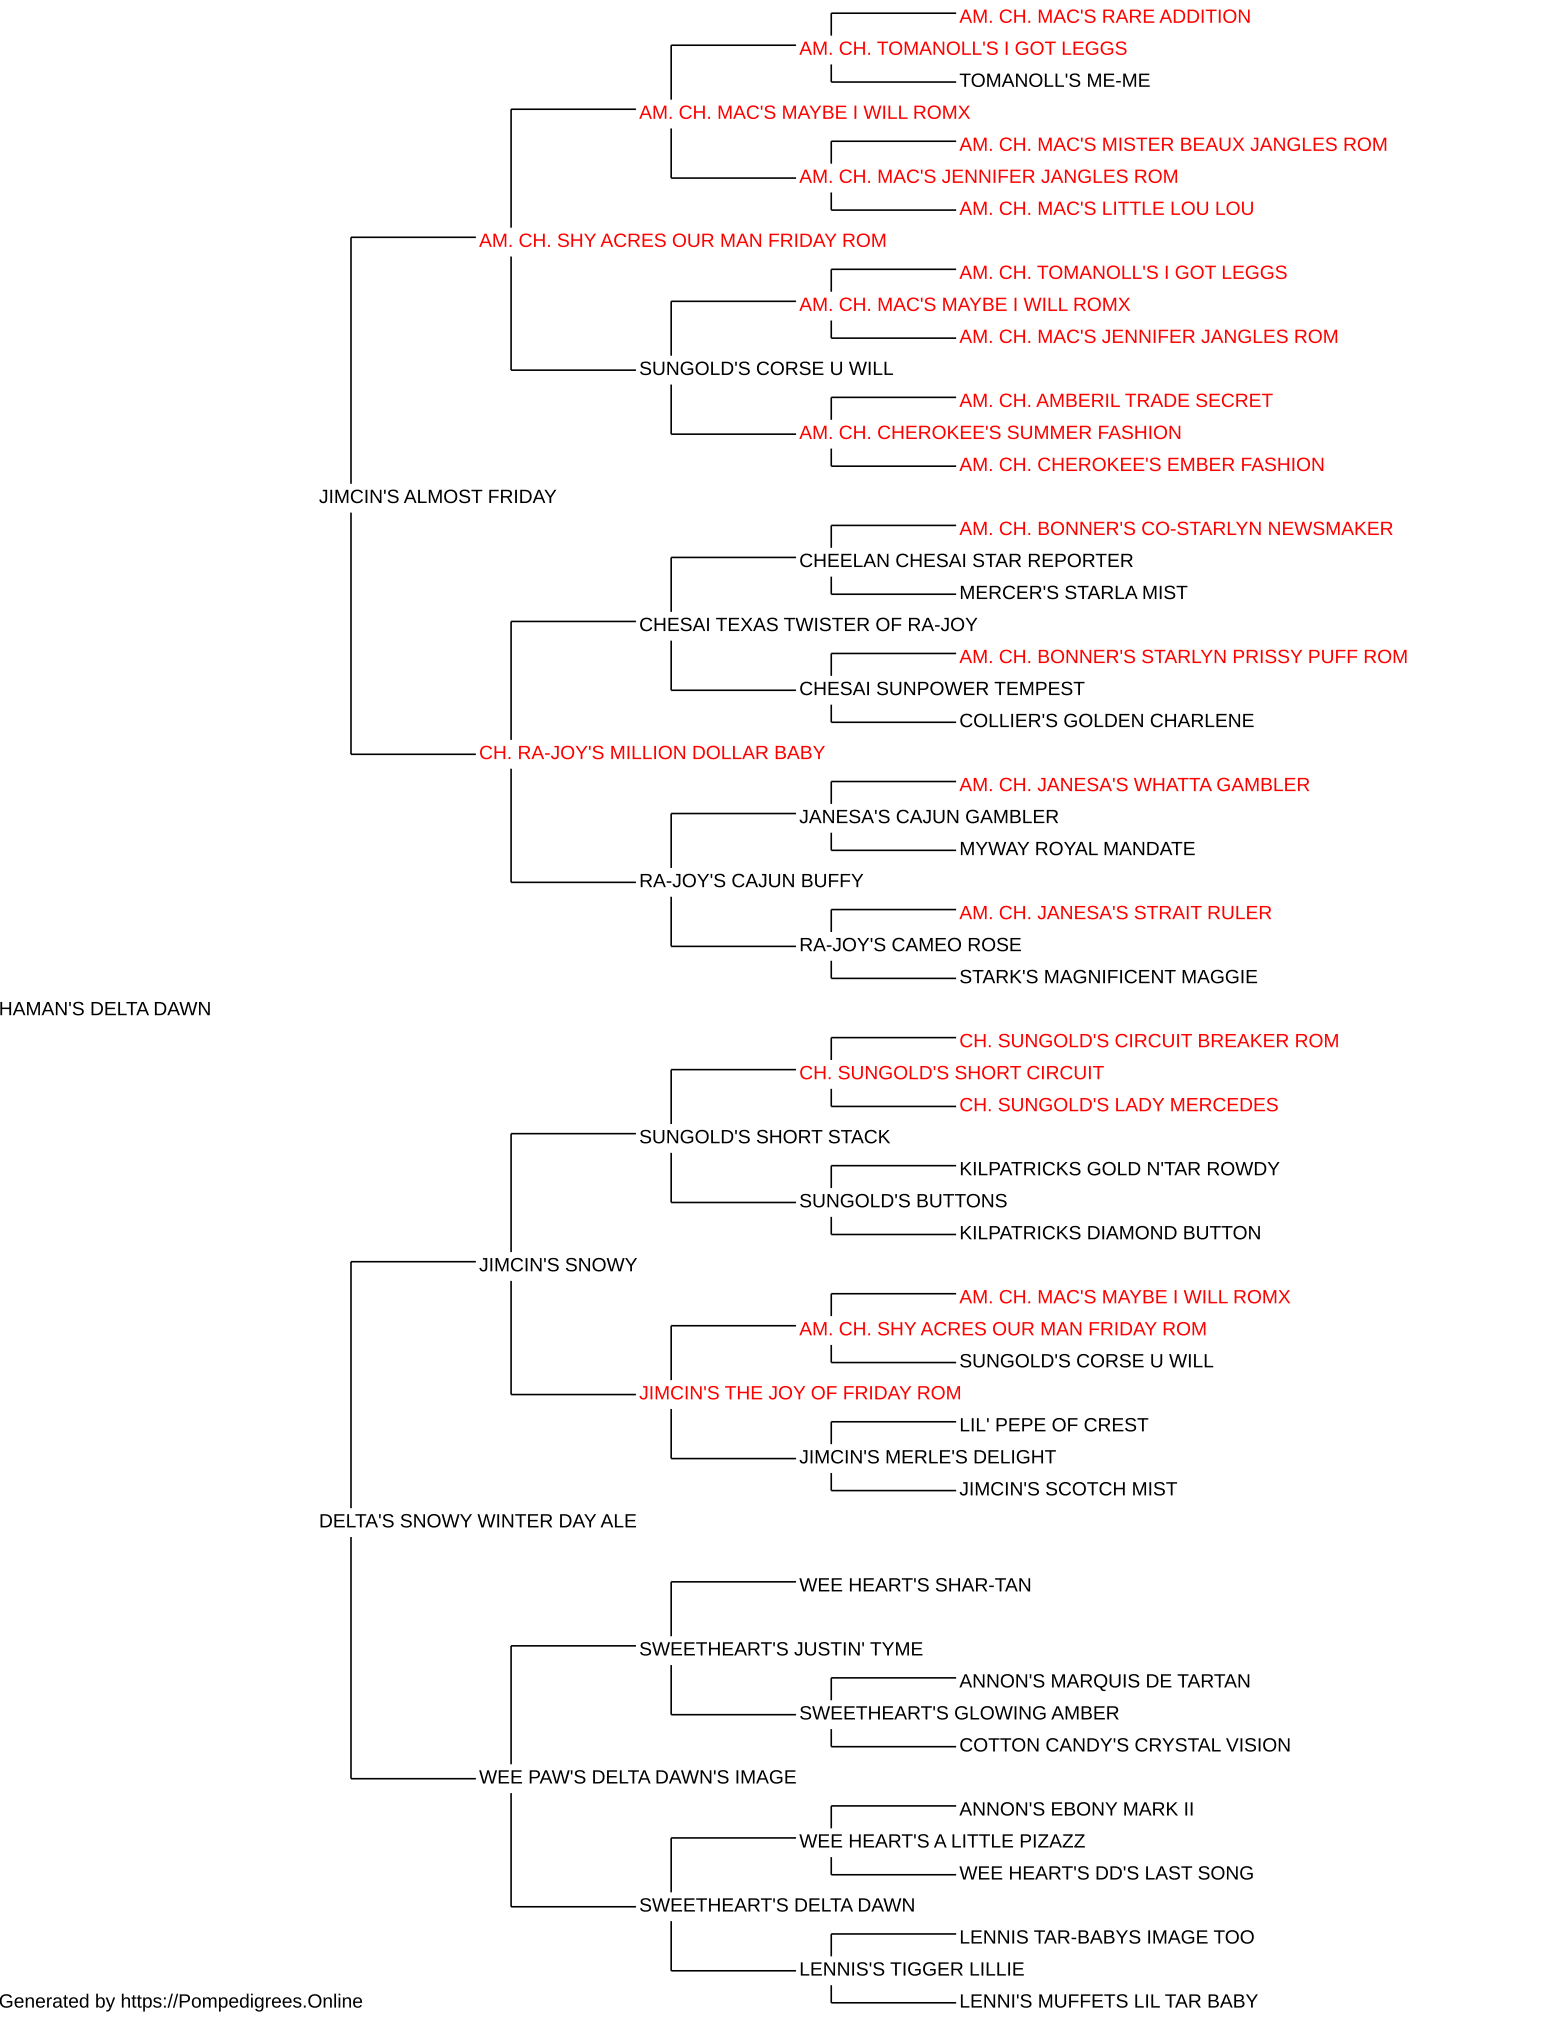 AM. CH. MAC'S RARE ADDITION
AM. CH. TOMANOLL'S I GOT LEGGS
TOMANOLL'S ME-ME
AM. CH. MAC'S MAYBE I WILL ROMX
AM. CH. MAC'S MISTER BEAUX JANGLES ROM
AM. CH. MAC'S JENNIFER JANGLES ROM
AM. CH. MAC'S LITTLE LOU LOU
AM. CH. SHY ACRES OUR MAN FRIDAY ROM
AM. CH. TOMANOLL'S I GOT LEGGS
AM. CH. MAC'S MAYBE I WILL ROMX
AM. CH. MAC'S JENNIFER JANGLES ROM
SUNGOLD'S CORSE U WILL
AM. CH. AMBERIL TRADE SECRET
AM. CH. CHEROKEE'S SUMMER FASHION
AM. CH. CHEROKEE'S EMBER FASHION
JIMCIN'S ALMOST FRIDAY
AM. CH. BONNER'S CO-STARLYN NEWSMAKER
CHEELAN CHESAI STAR REPORTER
MERCER'S STARLA MIST
CHESAI TEXAS TWISTER OF RA-JOY
AM. CH. BONNER'S STARLYN PRISSY PUFF ROM
CHESAI SUNPOWER TEMPEST
COLLIER'S GOLDEN CHARLENE
CH. RA-JOY'S MILLION DOLLAR BABY
AM. CH. JANESA'S WHATTA GAMBLER
JANESA'S CAJUN GAMBLER
MYWAY ROYAL MANDATE
RA-JOY'S CAJUN BUFFY
AM. CH. JANESA'S STRAIT RULER
RA-JOY'S CAMEO ROSE
STARK'S MAGNIFICENT MAGGIE
HAMAN'S DELTA DAWN
CH. SUNGOLD'S CIRCUIT BREAKER ROM
CH. SUNGOLD'S SHORT CIRCUIT
CH. SUNGOLD'S LADY MERCEDES
SUNGOLD'S SHORT STACK
KILPATRICKS GOLD N'TAR ROWDY
SUNGOLD'S BUTTONS
KILPATRICKS DIAMOND BUTTON
JIMCIN'S SNOWY
AM. CH. MAC'S MAYBE I WILL ROMX
AM. CH. SHY ACRES OUR MAN FRIDAY ROM
SUNGOLD'S CORSE U WILL
JIMCIN'S THE JOY OF FRIDAY ROM
LIL' PEPE OF CREST
JIMCIN'S MERLE'S DELIGHT
JIMCIN'S SCOTCH MIST
DELTA'S SNOWY WINTER DAY ALE
WEE HEART'S SHAR-TAN
SWEETHEART'S JUSTIN' TYME
ANNON'S MARQUIS DE TARTAN
SWEETHEART'S GLOWING AMBER
COTTON CANDY'S CRYSTAL VISION
WEE PAW'S DELTA DAWN'S IMAGE
ANNON'S EBONY MARK II
WEE HEART'S A LITTLE PIZAZZ
WEE HEART'S DD'S LAST SONG
SWEETHEART'S DELTA DAWN
LENNIS TAR-BABYS IMAGE TOO
LENNIS'S TIGGER LILLIE
LENNI'S MUFFETS LIL TAR BABY
Generated by https://Pompedigrees.Online